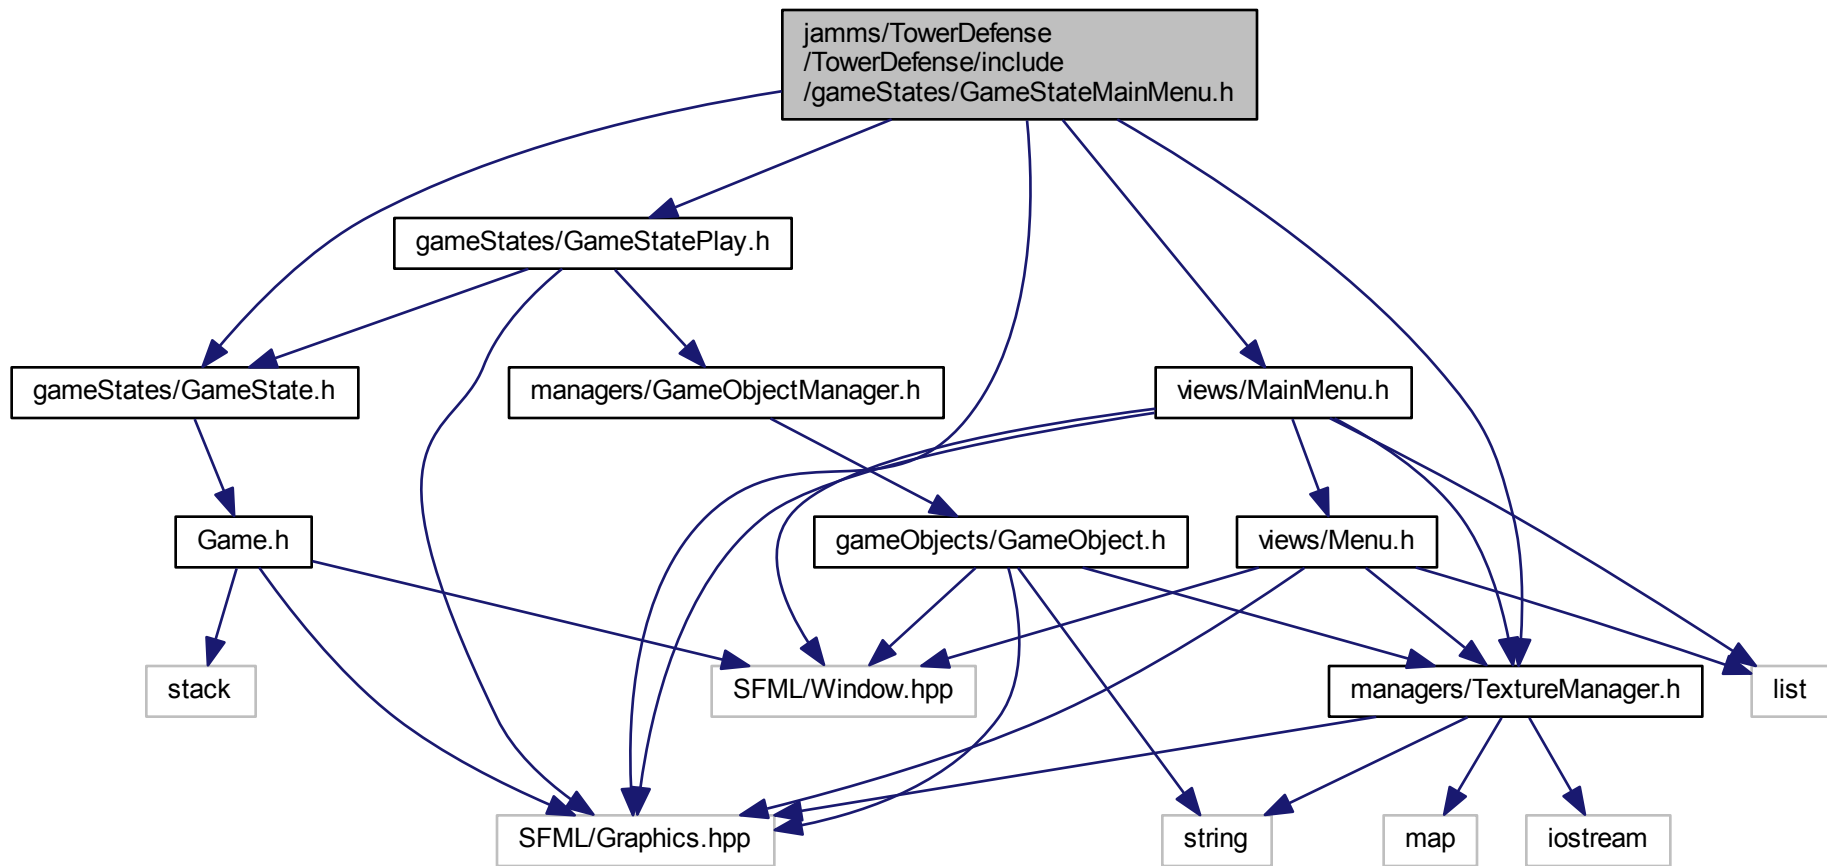 jamms/TowerDefense
/TowerDefense/include
/gameStates/GameStateMainMenu.h
gameStates/GameStatePlay.h
gameStates/GameState.h
managers/GameObjectManager.h
views/MainMenu.h
Game.h
gameObjects/GameObject.h
views/Menu.h
stack
SFML/Window.hpp
managers/TextureManager.h
list
SFML/Graphics.hpp
string
map
iostream